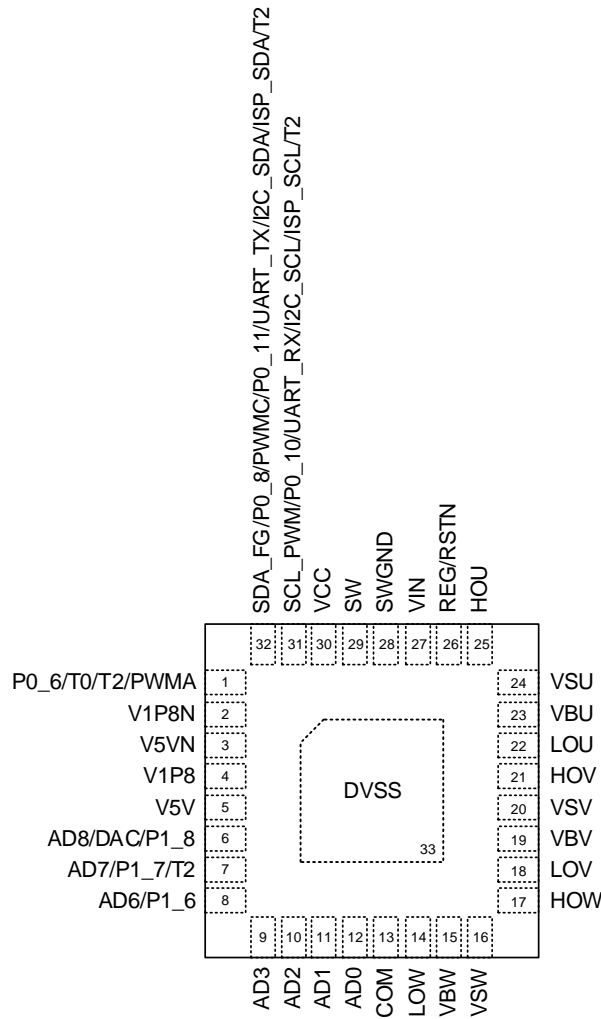 SDA_FG/P0_8/PWMC/P0_11/UART_TX/I2C_SDA/ISP_SDA/T2
SCL_PWM/P0_10/UART_RX/I2C_SCL/ISP_SCL/T2
VCC
SW
SWGND
VIN
REG/RSTN
HOU
32
31
30
29
28
27
26
25
P0_6/T0/T2/PWMA 1
V1P8N 2
V5VN 3
V1P8 4
V5V 5
AD8/DAC/P1_8 6
AD7/P1_7/T2 7
AD6/P1_6 8
24 VSU
23 VBU
22 LOU
21 HOV
20 VSV
19 VBV
18 LOV
17 HOW
DVSS
33
9
10
11
12
13
14
15
16
AD3
AD2
AD1
AD0
COM
LOW
VBW
VSW